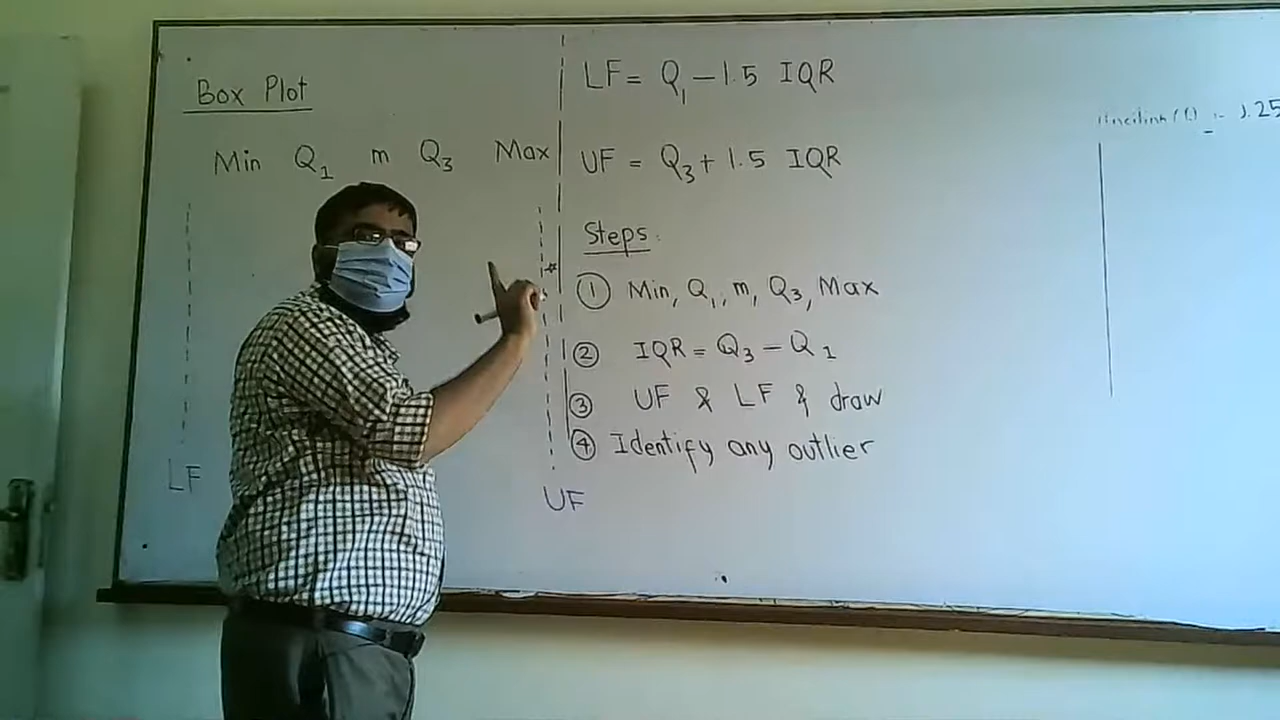 Box Plot
Min Q1 m Q3 Max
LF
UF
LF = Q1 - 1.5 IQR
UF = Q3 + 1.5 IQR
Steps:
① Min, Q1, m, Q3, Max
② IQR = Q3 - Q1
③ UF & LF & draw
④ Identify any outlier